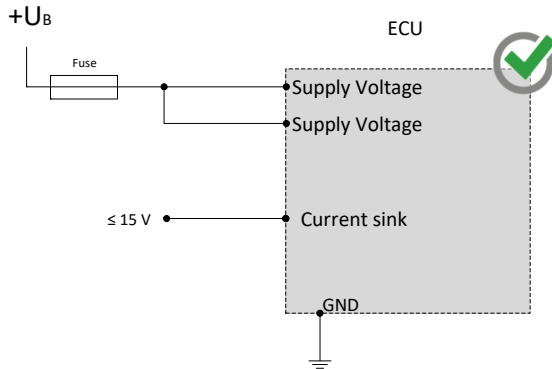 +UB
ECU
Fuse
Supply Voltage
Supply Voltage
≤ 15 V
Current sink
GND